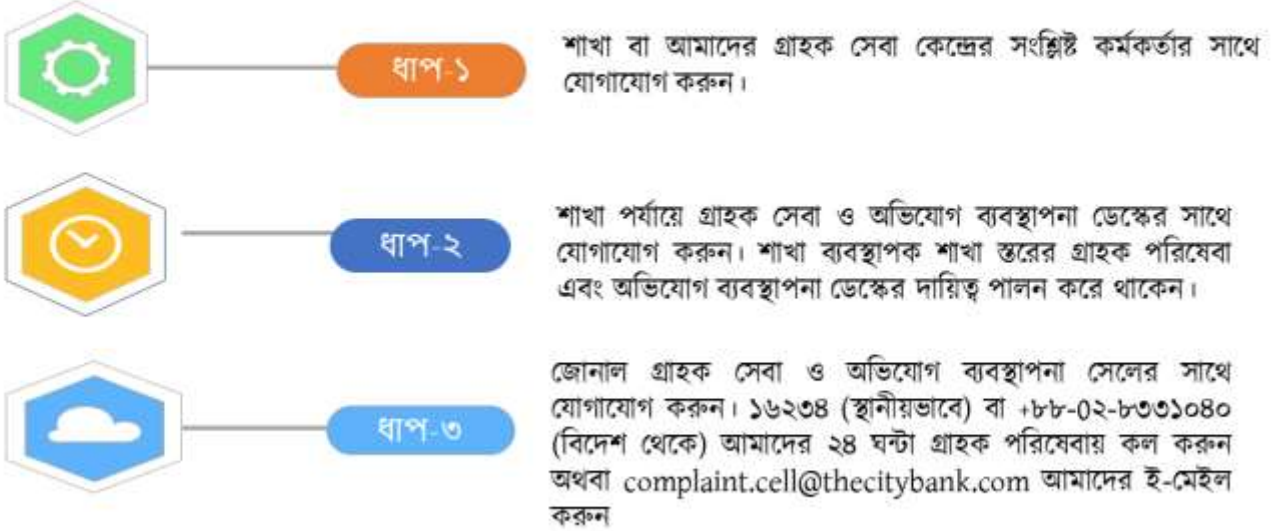 ধাপ-১
শাখা বা আমাদের গ্রাহক সেবা কেন্দ্রের সংশ্লিষ্ট কর্মকর্তার সাথে
যোগাযোগ করুন।
ধাপ-২
শাখা পর্যায়ে গ্রাহক সেবা ও অভিযোগ ব্যবস্থাপনা ডেস্কের সাথে
যোগাযোগ করুন। শাখা ব্যবস্থাপক শাখা স্তরের গ্রাহক পরিষেবা
এবং অভিযোগ ব্যবস্থাপনা ডেস্কের দায়িত্ব পালন করে থাকেন।
ধাপ-৩
জোনাল গ্রাহক সেবা ও অভিযোগ ব্যবস্থাপনা সেলের সাথে
যোগাযোগ করুন। ১৬২৩৪ (স্থানীয়ভাবে) বা +৮৮-০২-৮৩৩১০৪০
(বিদেশ থেকে) আমাদের ২৪ ঘন্টা গ্রাহক পরিষেবায় কল করুন
অথবা complaint.cell@thecitybank.com আমাদের ই-মেইল
করুন